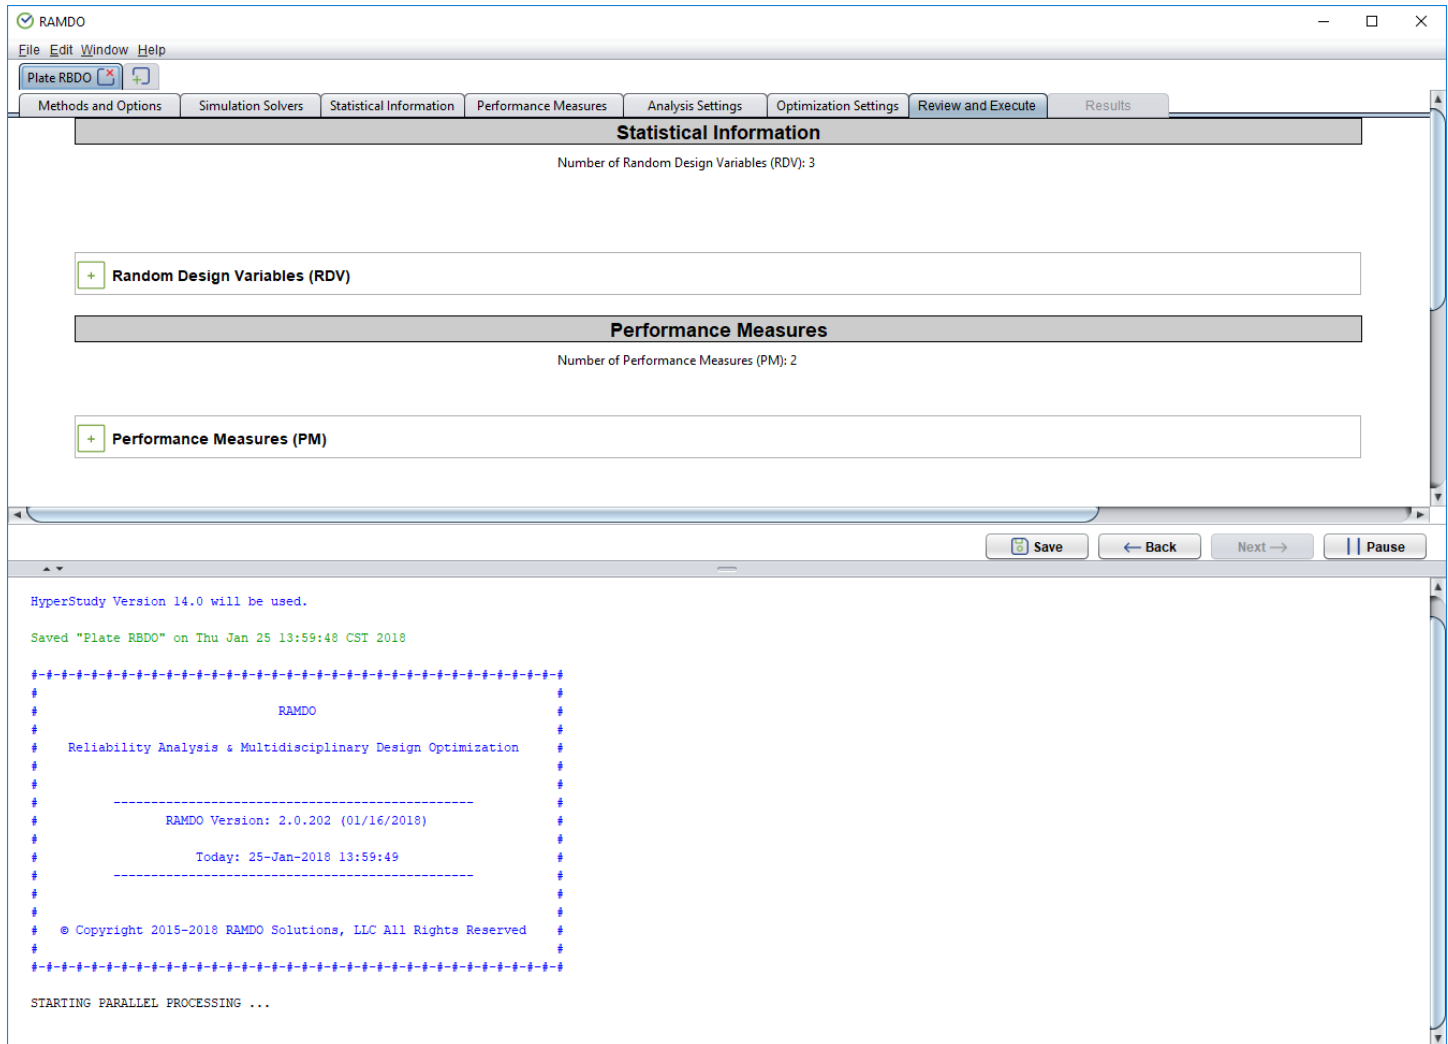 RAMDO
File Edit Window Help
Plate RBDO
Methods and Options Simulation Solvers Statistical Information Performance Measures Analysis Settings Optimization Settings Review and Execute Results
Statistical Information
Number of Random Design Variables (RDV): 3
+ Random Design Variables (RDV)
Performance Measures
Number of Performance Measures (PM): 2
+ Performance Measures (PM)
Save ← Back Next → Pause
HyperStudy Version 14.0 will be used.
Saved "Plate RBDO" on Thu Jan 25 13:59:48 CST 2018
#-#-#-#-#-#-#-#-#-#-#-#-#-#-#-#-#-#-#-#-#-#-#-#-#-#-#-#-#-#-#-#-#-#-#-#
# #
# RAMDO #
# #
# Reliability Analysis & Multidisciplinary Design Optimization #
# #
# #
# ------------------------------------------------ #
# RAMDO Version: 2.0.202 (01/16/2018) #
# #
# Today: 25-Jan-2018 13:59:49 #
# ------------------------------------------------ #
# #
# #
# © Copyright 2015-2018 RAMDO Solutions, LLC All Rights Reserved #
# #
#-#-#-#-#-#-#-#-#-#-#-#-#-#-#-#-#-#-#-#-#-#-#-#-#-#-#-#-#-#-#-#-#-#-#-#
STARTING PARALLEL PROCESSING ...